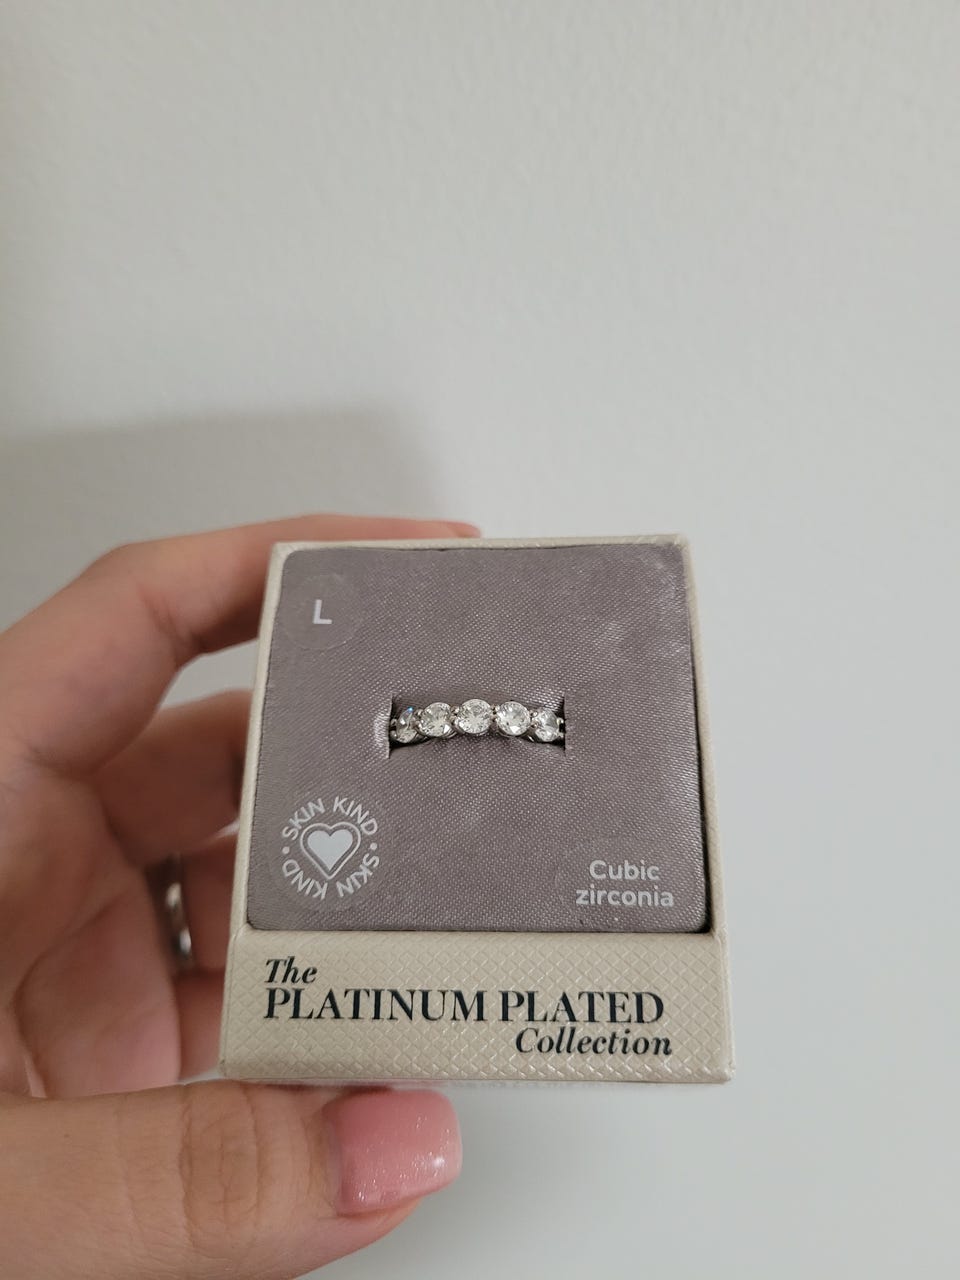 L
SKIN KIND • SKIN KIND •
Cubic
zirconia
The
PLATINUM PLATED
Collection